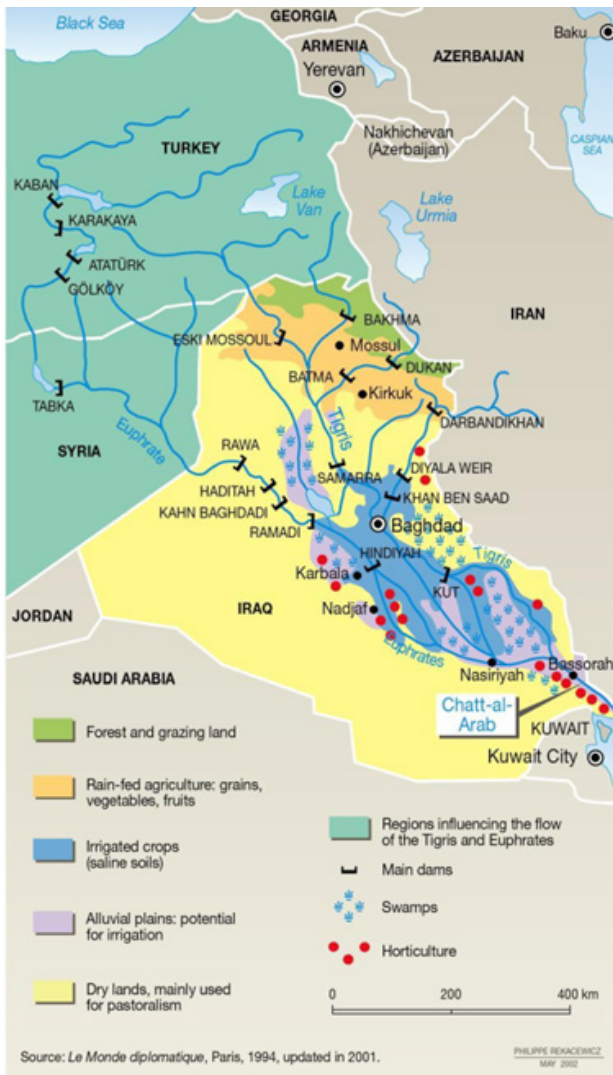 Black Sea
GEORGIA
Baku
ARMENIA
Yerevan
AZERBAIJAN
Nakhichevan
(Azerbaijan)
CASPIAN
SEA
TURKEY
KABAN
Lake
Van
Lake
Urmia
KARAKAYA
ATATÜRK
GÖLKÖY
BAKHMA
IRAN
ESKI MOSSOUL
Mossul
DUKAN
BATMA
Kirkuk
TABKA
Tigris
DARBANDIKHAN
Euphrate
SYRIA
RAWA
SAMARRA
DIYALA WEIR
HADITAH
KHAN BEN SAAD
KAHN BAGHDADI
RAMADI
Baghdad
HINDIYAH
Tigris
Karbala
KUT
JORDAN
IRAQ
Nadjaf
Euphrates
Nasiriyah
Bassorah
SAUDI ARABIA
Chatt-al-
Arab
KUWAIT
Kuwait City
Forest and grazing land
Rain-fed agriculture: grains,
vegetables, fruits
Irrigated crops
(saline soils)
Alluvial plains: potential
for irrigation
Dry lands, mainly used
for pastoralism
Regions influencing the flow
of the Tigris and Euphrates
Main dams
Swamps
Horticulture
0 200 400 km
Source: Le Monde diplomatique, Paris, 1994, updated in 2001.
PHILIPPE REKACEWICZ
MAY 2002